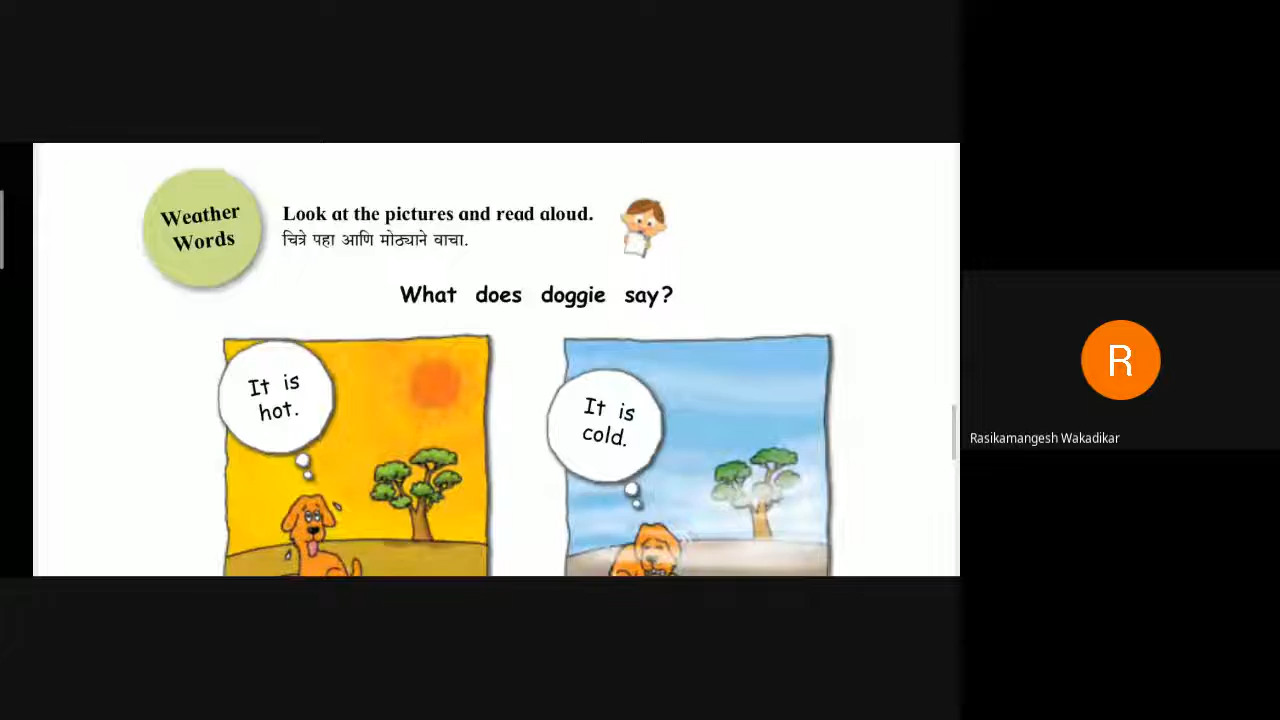 Weather
Words
Look at the pictures and read aloud.
चित्रे पहा आणि मोठ्याने वाचा.
What does doggie say?
It is
hot.
It is
cold.
R
Rasikamangesh Wakadikar